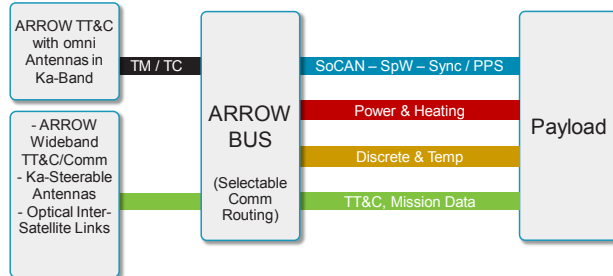 ARROW TT&C
with omni
Antennas in
Ka-Band
TM / TC
- ARROW
Wideband
TT&C/Comm
- Ka-Steerable
Antennas
- Optical Inter-
Satellite Links
ARROW
BUS
(Selectable
Comm
Routing)
SoCAN – SpW – Sync / PPS
Power & Heating
Discrete & Temp
TT&C, Mission Data
Payload